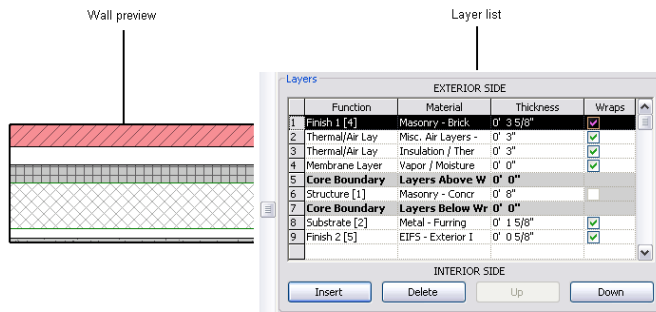 Wall preview
Layer list
Layers
EXTERIOR SIDE
Function Material Thickness Wraps
1 Finish 1 [4] Masonry - Brick 0' 3 5/8"
2 Thermal/Air Lay Misc. Air Layers - 0' 3"
3 Thermal/Air Lay Insulation / Ther 0' 3"
4 Membrane Layer Vapor / Moisture 0' 0"
5 Core Boundary Layers Above W 0' 0"
6 Structure [1] Masonry - Concr 0' 8"
7 Core Boundary Layers Below Wr 0' 0"
8 Substrate [2] Metal - Furring 0' 1 5/8"
9 Finish 2 [5] EIFS - Exterior I 0' 0 5/8"
INTERIOR SIDE
Insert Delete Up Down